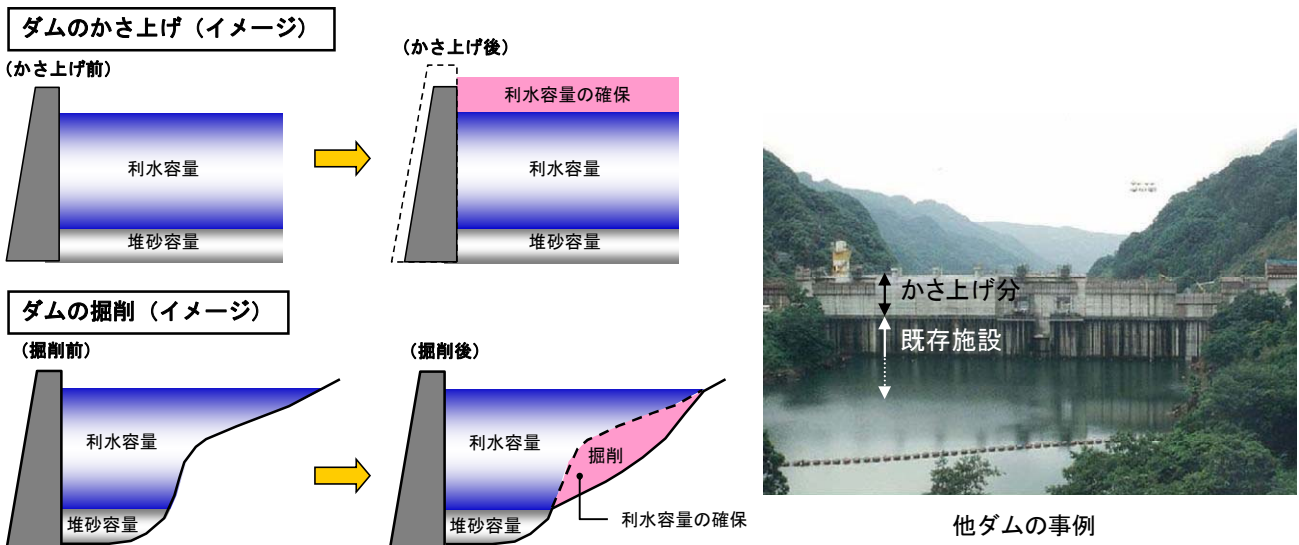 ダムのかさ上げ（イメージ）
（かさ上げ前）
（かさ上げ後）
利水容量
堆砂容量
利水容量の確保
利水容量
堆砂容量
ダムの掘削（イメージ）
（掘削前）
（掘削後）
利水容量
堆砂容量
利水容量
掘削
堆砂容量
利水容量の確保
かさ上げ分
既存施設
他ダムの事例